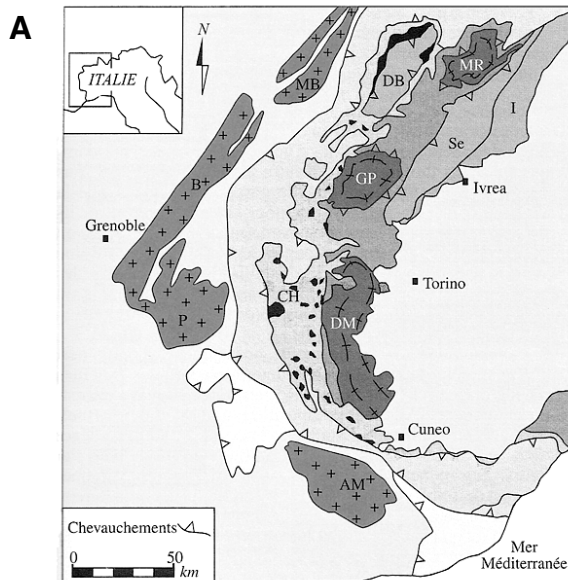 A
N
ITALIE
MB
DB
MR
I
Se
B
GP
Ivrea
Grenoble
Torino
CH
P
DM
Cuneo
AM
Chevauchements
0 50 km
Mer
Méditerranée